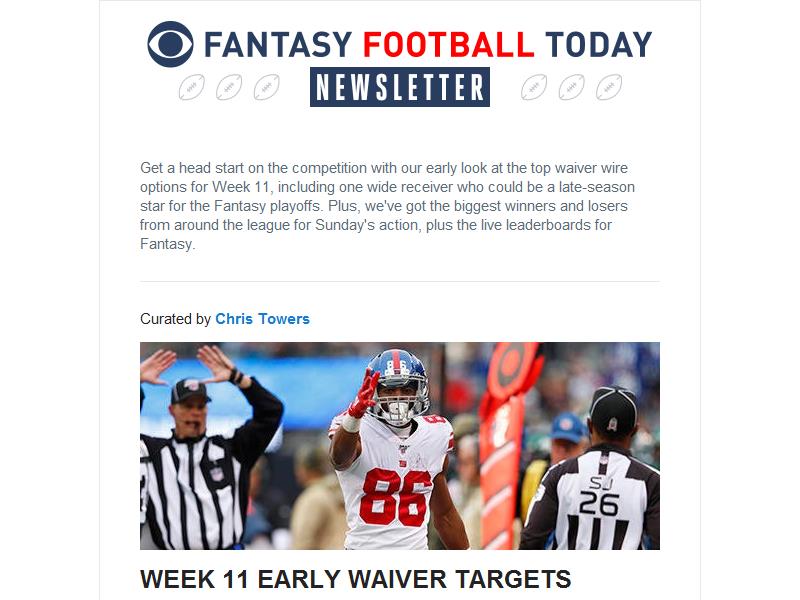 FANTASY FOOTBALL TODAY
NEWSLETTER
Get a head start on the competition with our early look at the top waiver wire
options for Week 11, including one wide receiver who could be a late-season
star for the Fantasy playoffs. Plus, we've got the biggest winners and losers
from around the league for Sunday's action, plus the live leaderboards for
Fantasy.
Curated by Chris Towers
86
86
86
SJ
26
WEEK 11 EARLY WAIVER TARGETS